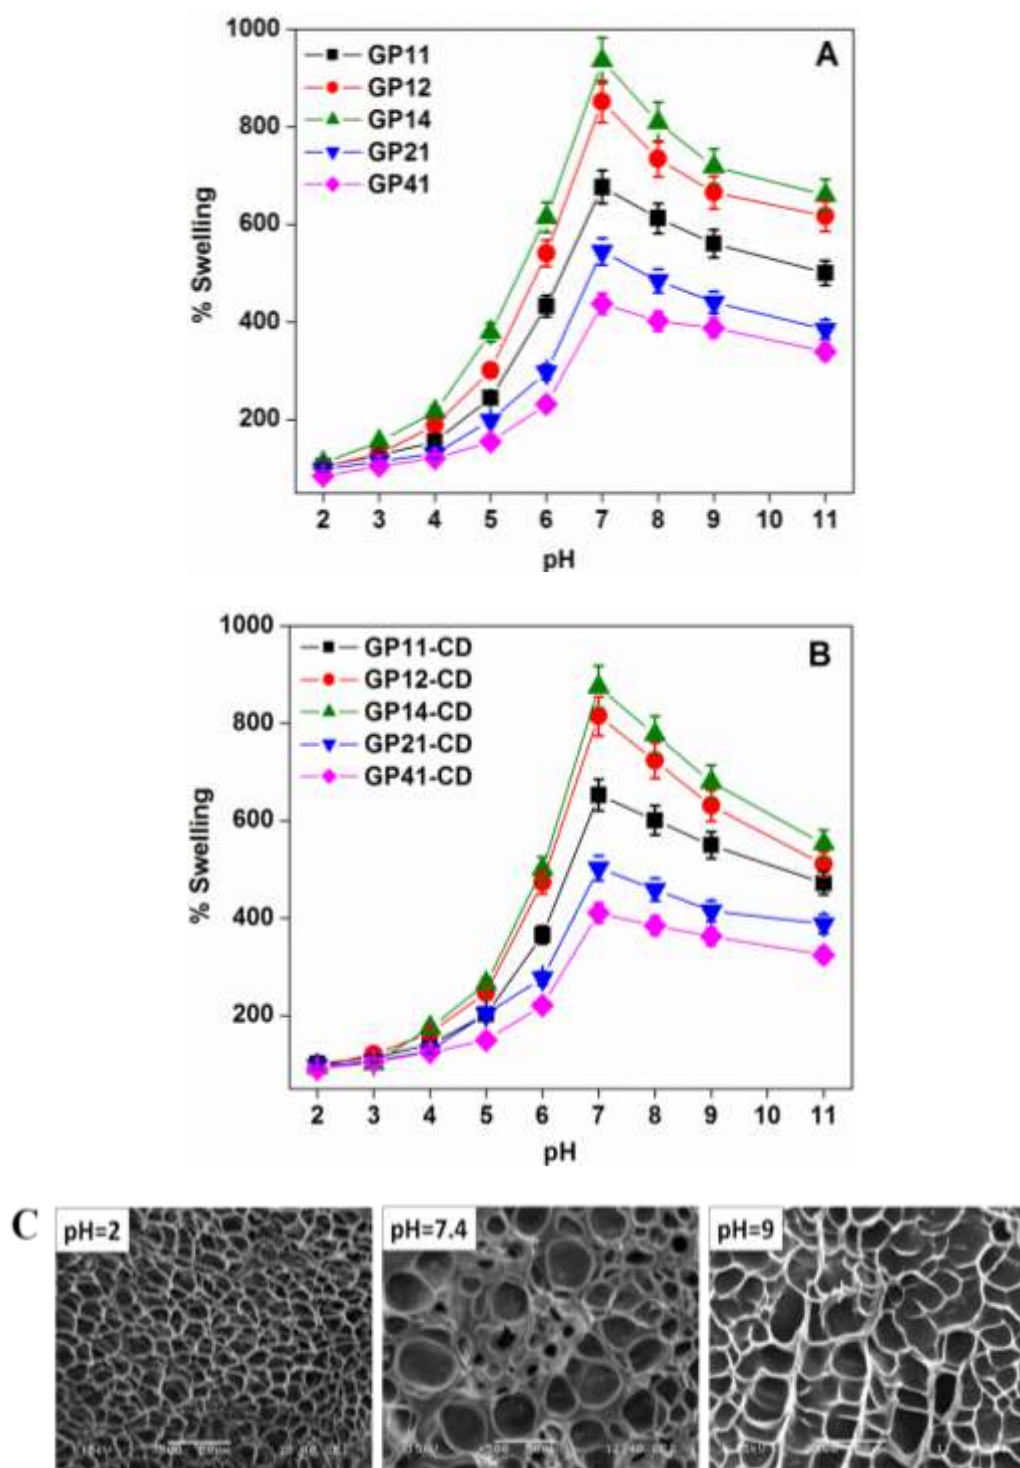 1000
A
GP11
GP12
GP14
GP21
GP41
800
600
400
200
% Swelling
2 3 4 5 6 7 8 9 10 11
pH
1000
B
GP11-CD
GP12-CD
GP14-CD
GP21-CD
GP41-CD
800
600
400
200
% Swelling
2 3 4 5 6 7 8 9 10 11
pH
C
pH=2
pH=7.4
pH=9